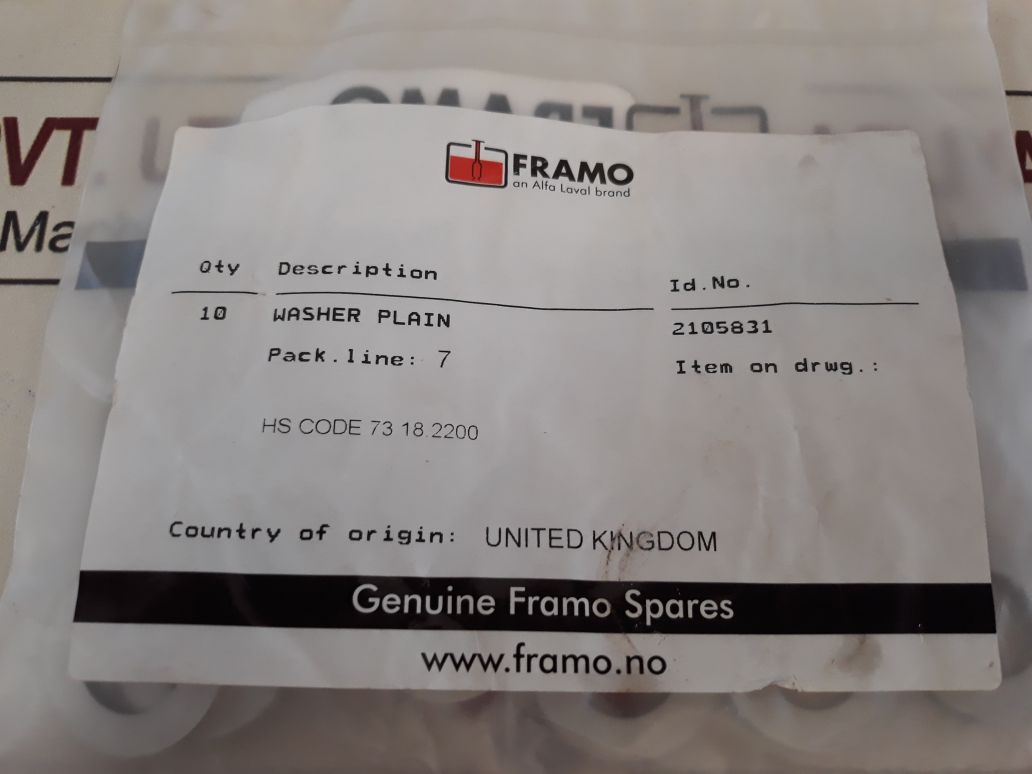 FRAMO
an Alfa Laval brand
Qty Description Id.No.
10 WASHER PLAIN 2105831
Pack.line: 7 Item on drwg.:
HS CODE 73 18.2200
Country of origin: UNITED KINGDOM
Genuine Framo Spares
www.framo.no